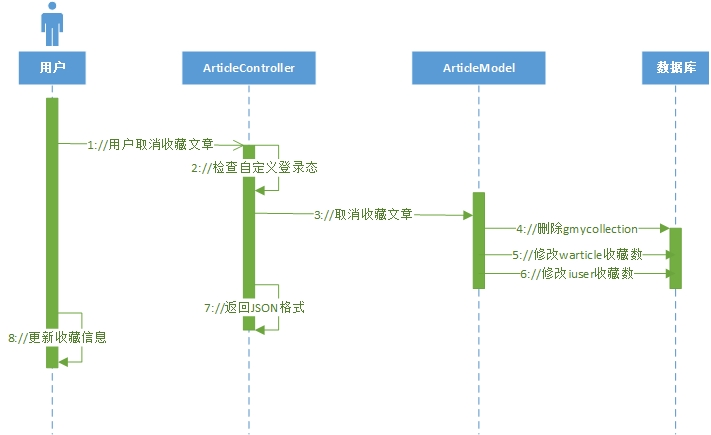 用户
ArticleController
ArticleModel
数据库
1://用户取消收藏文章
2://检查自定义登录态
3://取消收藏文章
4://删除gmycollection
5://修改warticle收藏数
6://修改iuser收藏数
7://返回JSON格式
8://更新收藏信息